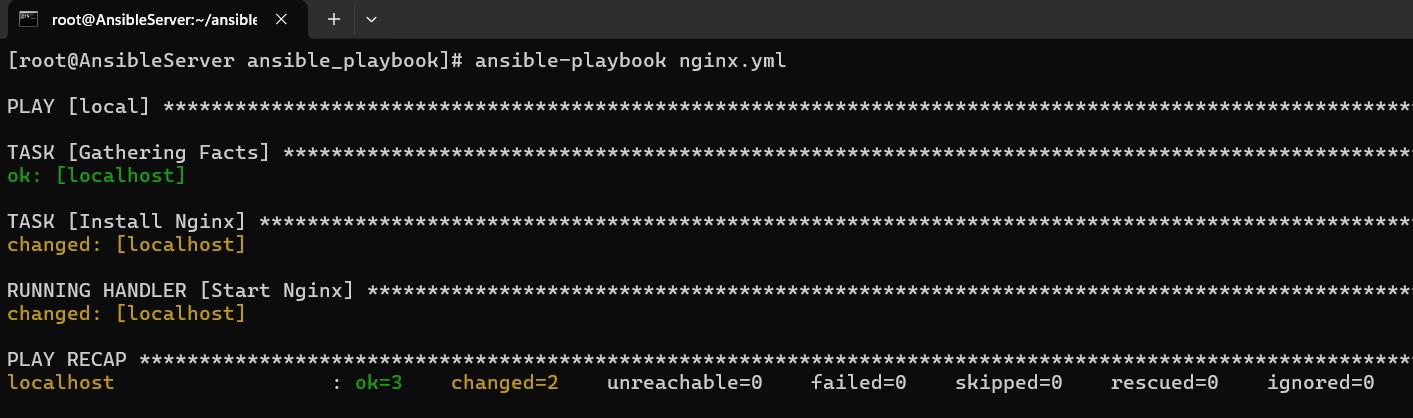 root@AnsibleServer:~/ansible
[root@AnsibleServer ansible_playbook]# ansible-playbook nginx.yml
PLAY [local] *********************************************************************************************************
TASK [Gathering Facts] ***********************************************************************************************
ok: [localhost]
TASK [Install Nginx] *************************************************************************************************
changed: [localhost]
RUNNING HANDLER [Start Nginx] ****************************************************************************************
changed: [localhost]
PLAY RECAP ***********************************************************************************************************
localhost                  : ok=3    changed=2    unreachable=0    failed=0    skipped=0    rescued=0    ignored=0